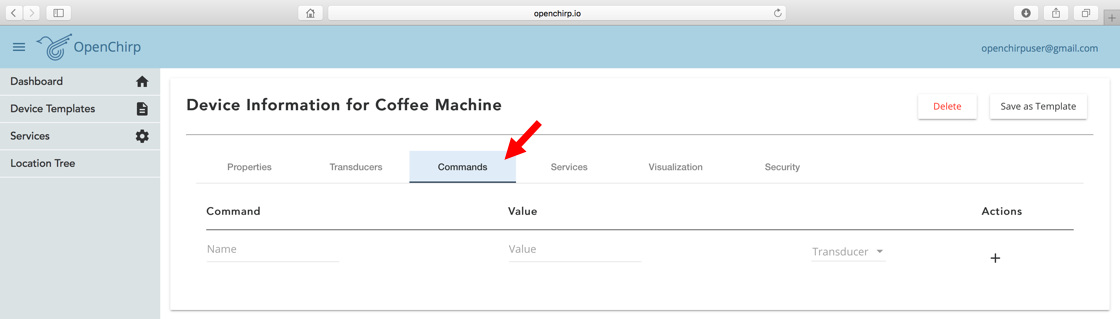 openchirp.io
OpenChirp
openchirpuser@gmail.com
Dashboard
Device Templates
Services
Location Tree
Device Information for Coffee Machine
Delete
Save as Template
Properties Transducers Commands Services Visualization Security
Command Value Actions
Name Value Transducer